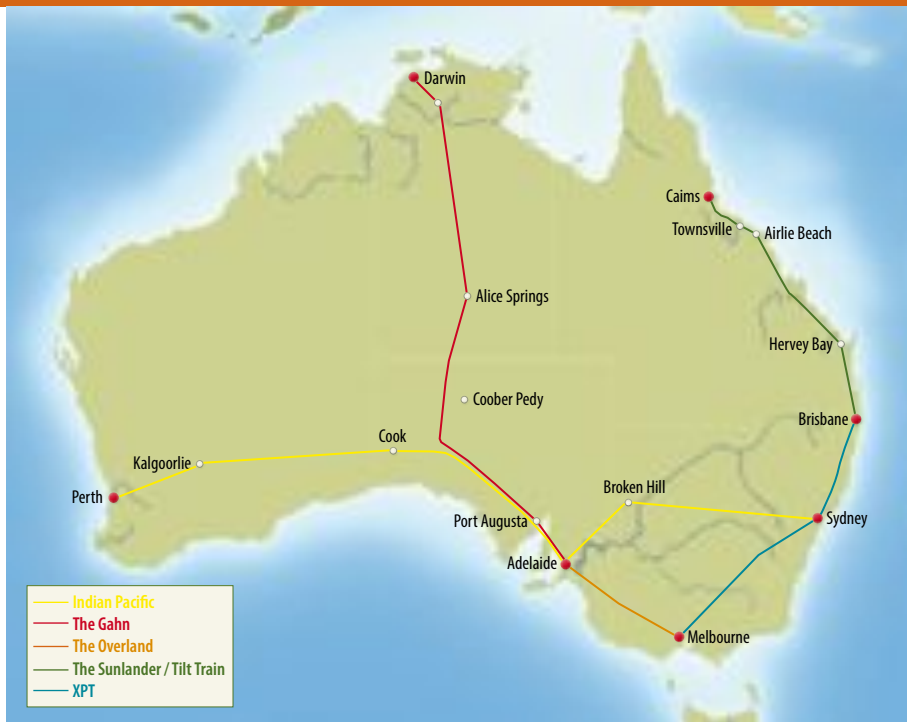 Darwin
Caims
Townsville
Airlie Beach
Alice Springs
Hervey Bay
Coober Pedy
Brisbane
Cook
Kalgoorlie
Broken Hill
Perth
Port Augusta
Sydney
Adelaide
Melbourne
Indian Pacific
The Gahn
The Overland
The Sunlander / Tilt Train
XPT